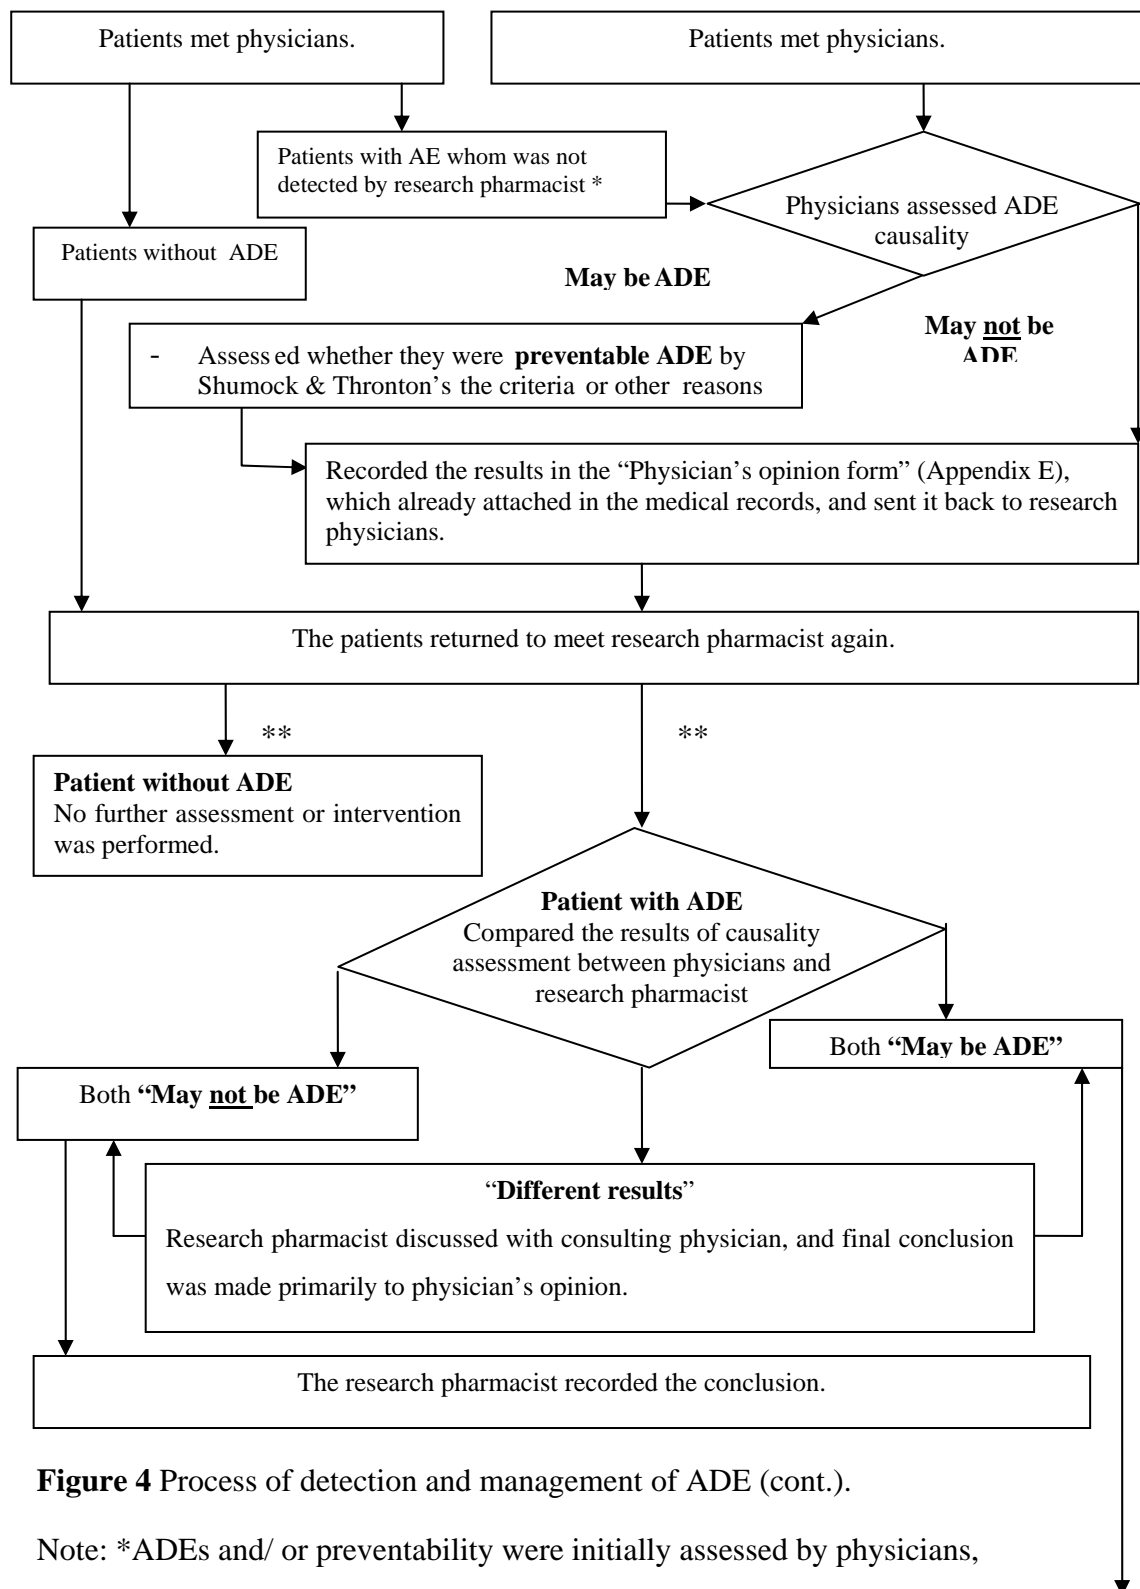 Patients met physicians.
Patients met physicians.
Patients with AE whom was not
detected by research pharmacist *
Physicians assessed ADE
causality
Patients without ADE
May be ADE
May not be
ADE
- Assess ed whether they were preventable ADE by
Shumock & Thronton’s the criteria or other reasons
Recorded the results in the “Physician’s opinion form” (Appendix E),
which already attached in the medical records, and sent it back to research
physicians.
The patients returned to meet research pharmacist again.
**
**
Patient without ADE
No further assessment or intervention
was performed.
Patient with ADE
Compared the results of causality
assessment between physicians and
research pharmacist
Both “May be ADE”
Both “May not be ADE”
“Different results”
Research pharmacist discussed with consulting physician, and final conclusion
was made primarily to physician’s opinion.
The research pharmacist recorded the conclusion.
Figure 4 Process of detection and management of ADE (cont.).
Note: *ADEs and/ or preventability were initially assessed by physicians,